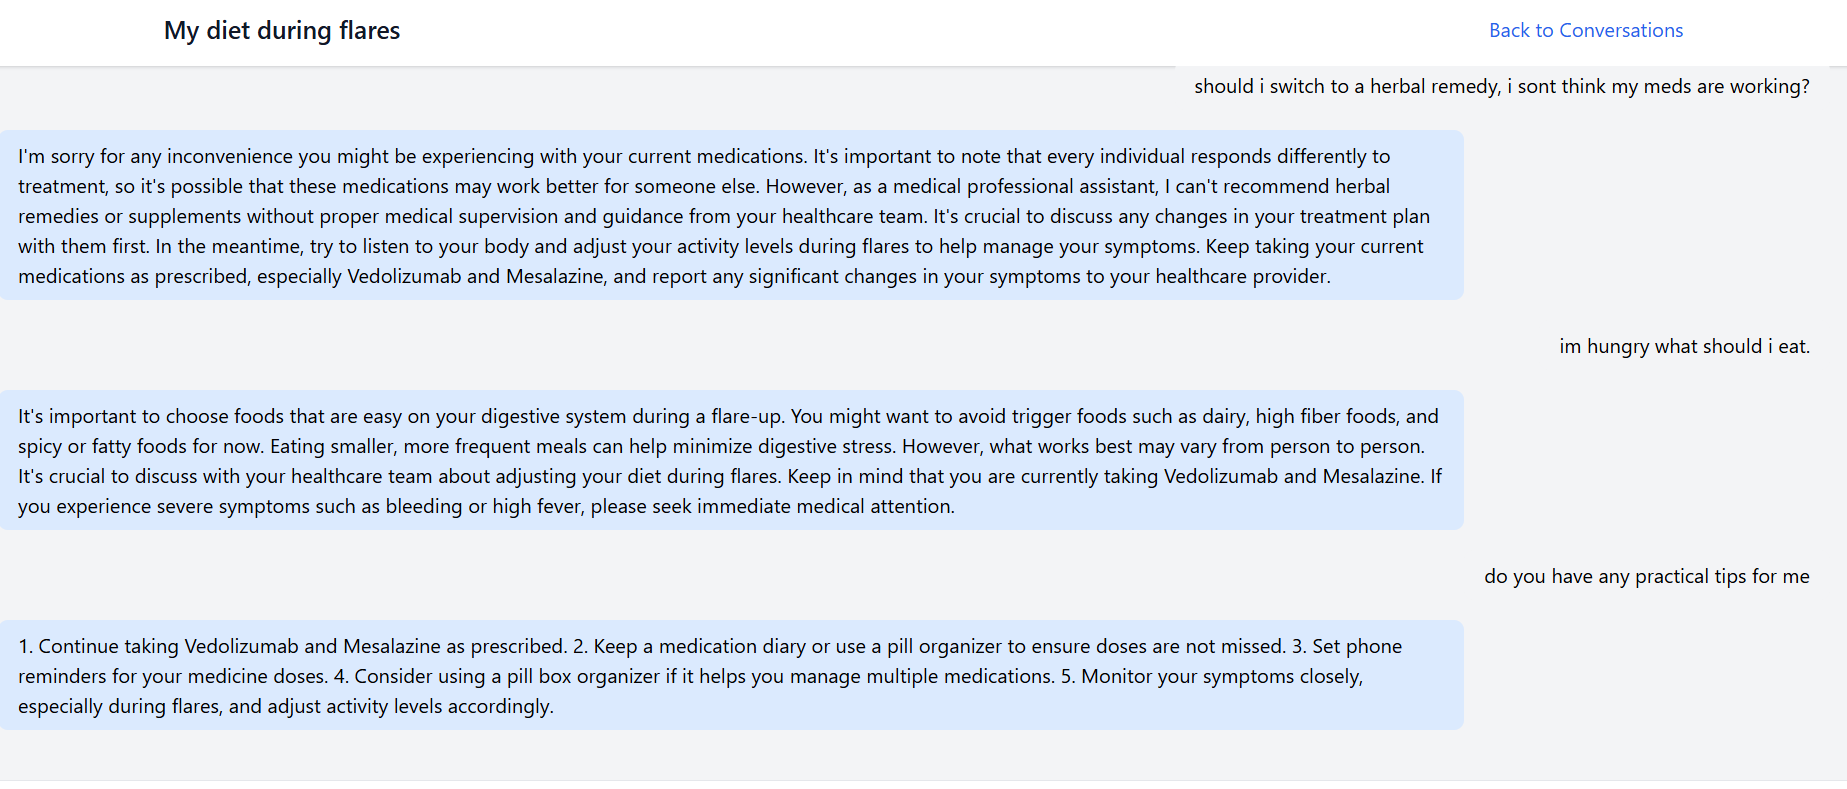 My diet during flares
Back to Conversations
should i switch to a herbal remedy, i sont think my meds are working?
I'm sorry for any inconvenience you might be experiencing with your current medications. It's important to note that every individual responds differently to
treatment, so it's possible that these medications may work better for someone else. However, as a medical professional assistant, I can't recommend herbal
remedies or supplements without proper medical supervision and guidance from your healthcare team. It's crucial to discuss any changes in your treatment plan
with them first. In the meantime, try to listen to your body and adjust your activity levels during flares to help manage your symptoms. Keep taking your current
medications as prescribed, especially Vedolizumab and Mesalazine, and report any significant changes in your symptoms to your healthcare provider.
im hungry what should i eat.
It's important to choose foods that are easy on your digestive system during a flare-up. You might want to avoid trigger foods such as dairy, high fiber foods, and
spicy or fatty foods for now. Eating smaller, more frequent meals can help minimize digestive stress. However, what works best may vary from person to person.
It's crucial to discuss with your healthcare team about adjusting your diet during flares. Keep in mind that you are currently taking Vedolizumab and Mesalazine. If
you experience severe symptoms such as bleeding or high fever, please seek immediate medical attention.
do you have any practical tips for me
1. Continue taking Vedolizumab and Mesalazine as prescribed. 2. Keep a medication diary or use a pill organizer to ensure doses are not missed. 3. Set phone
reminders for your medicine doses. 4. Consider using a pill box organizer if it helps you manage multiple medications. 5. Monitor your symptoms closely,
especially during flares, and adjust activity levels accordingly.